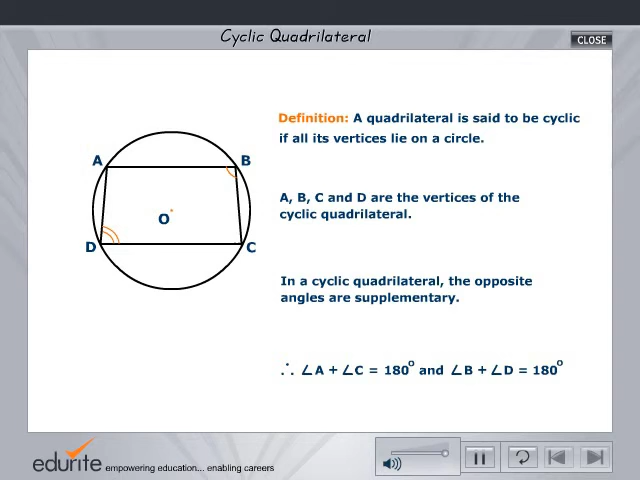 Cyclic Quadrilateral
CLOSE
Definition: A quadrilateral is said to be cyclic
if all its vertices lie on a circle.
A B
A, B, C and D are the vertices of the
cyclic quadrilateral.
O
D C
In a cyclic quadrilateral, the opposite
angles are supplementary.
∴ ∠A + ∠C = 180° and ∠B + ∠D = 180°
edurite empowering education... enabling careers